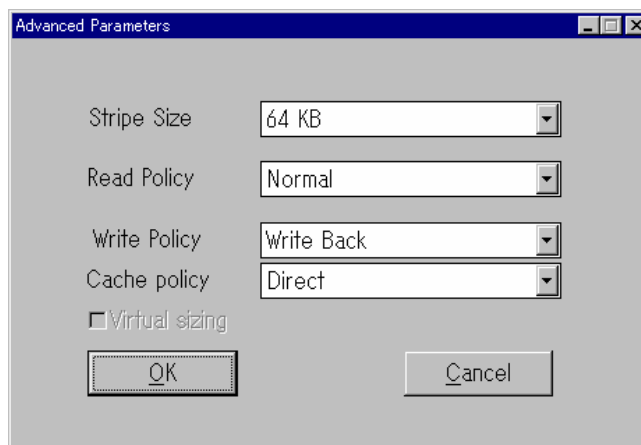 Advanced Parameters
Stripe Size 64 KB
Read Policy Normal
Write Policy Write Back
Cache policy Direct
Virtual sizing
OK Cancel